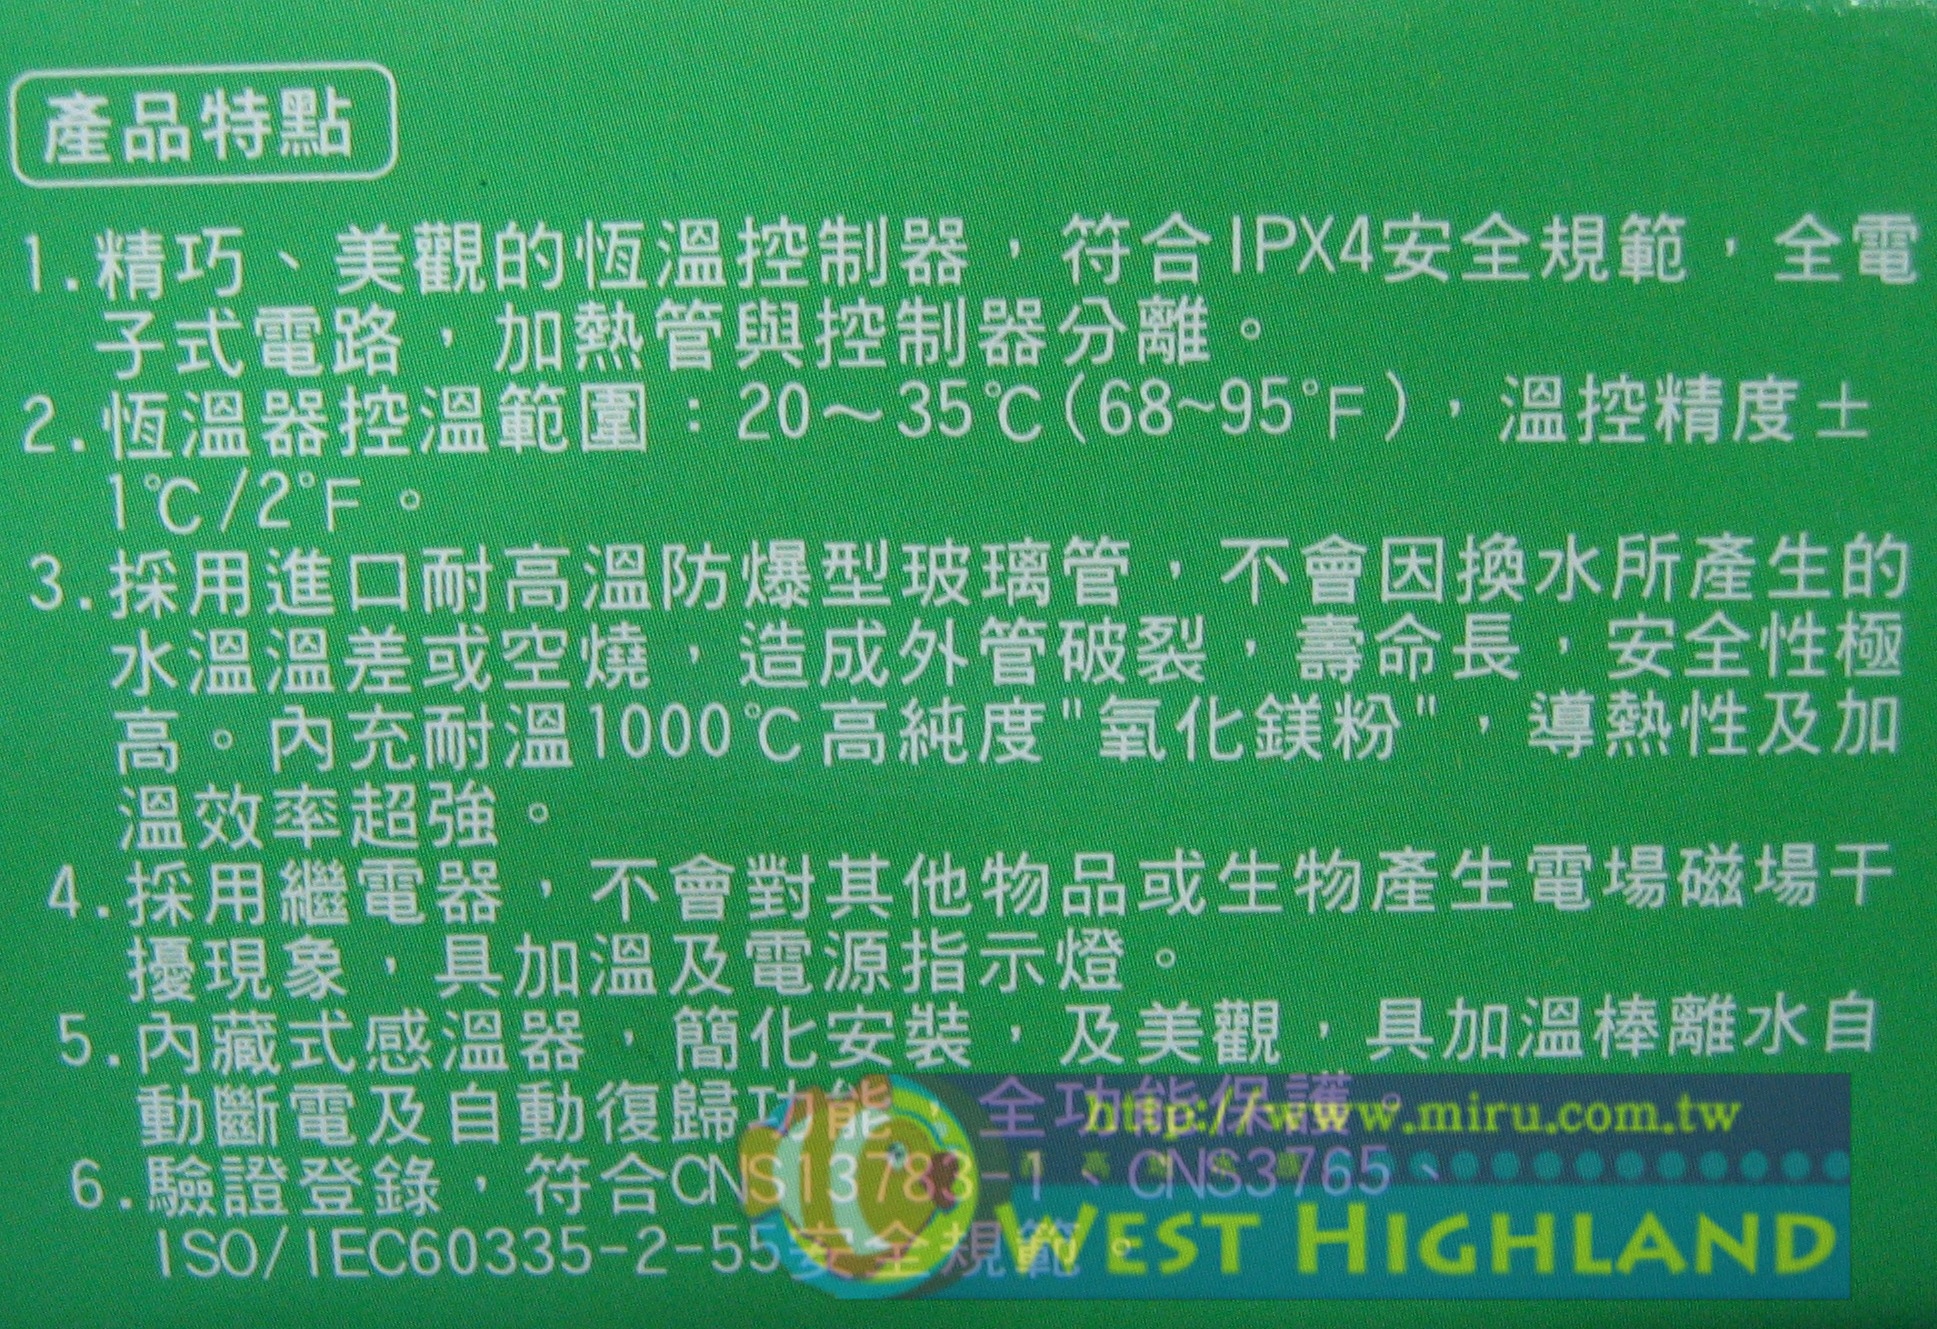 產品特點
1.精巧、美觀的恆溫控制器，符合IPX4安全規範，全電
子式電路，加熱管與控制器分離。
2.恆溫器控溫範圍：20～35℃(68~95°F)，溫控精度±
1℃/2°F。
3.採用進口耐高溫防爆型玻璃管，不會因換水所產生的
水溫溫差或空燒，造成外管破裂，壽命長，安全性極
高。內充耐溫1000℃高純度"氧化鎂粉"，導熱性及加
溫效率超強。
4.採用繼電器，不會對其他物品或生物產生電場磁場干
擾現象，具加溫及電源指示燈。
5.內藏式感溫器，簡化安裝，及美觀，具加溫棒離水自
動斷電及自動復歸功能，全功能保護。
http://www.miru.com.tw
6.驗證登錄，符合CNS13783-1、CNS3765、
ISO/IEC60335-2-55安全規範。
WEST HIGHLAND